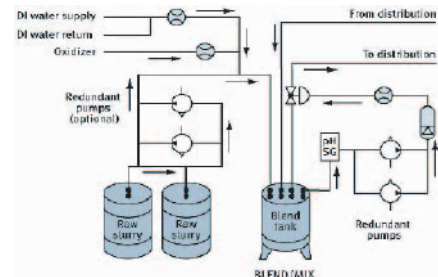 DI water supply
DI water return
Oxidizer
From distribution
To distribution
Redundant
pumps
(optional)
pH
SG
Raw
slurry
Raw
slurry
Blend
tank
Redundant
pumps
BLEND/MIX